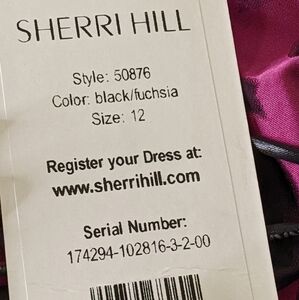 SHERRI HILL
Style: 50876
Color: black/fuchsia
Size: 12
Register your Dress at:
www.sherrihill.com
Serial Number:
174294-102816-3-2-00